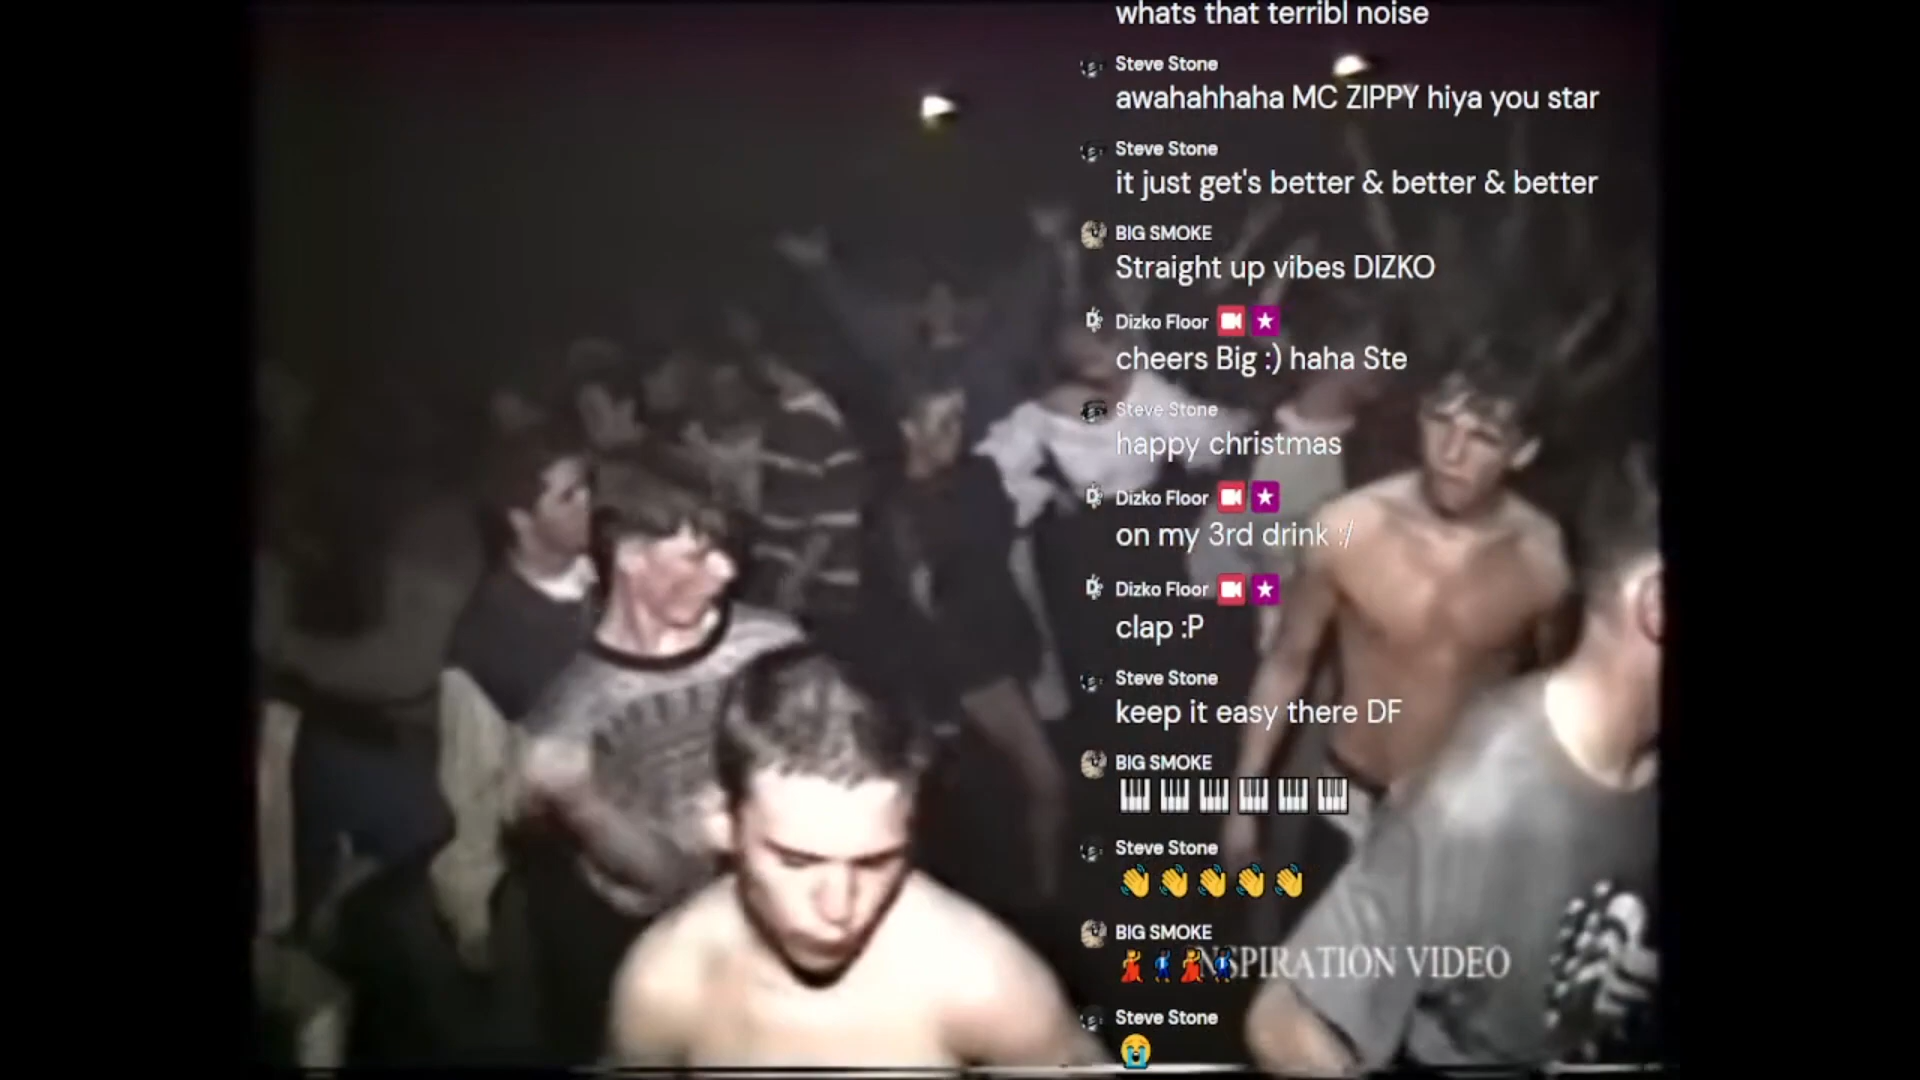 whats that terribl noise
Steve Stone
awahahhaha MC ZIPPY hiya you star
Steve Stone
it just get's better & better & better
BIG SMOKE
Straight up vibes DIZKO
Dizko Floor
cheers Big :) haha Ste
Steve Stone
happy christmas
Dizko Floor
on my 3rd drink :/
Dizko Floor
clap :P
Steve Stone
keep it easy there DF
BIG SMOKE
🎹🎹🎹🎹🎹🎹
Steve Stone
👏👏👏👏👏
BIG SMOKE
💃🕺💃🕺
NSPIRATION VIDEO
Steve Stone
😭